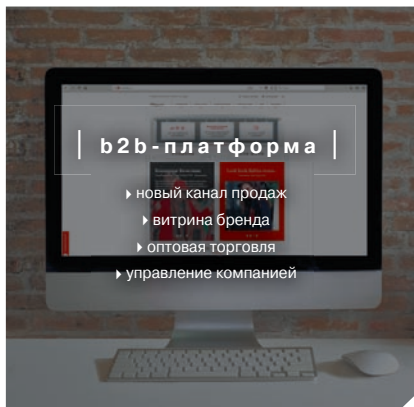 b2b-платформа
новый канал продаж
витрина бренда
оптовая торговля
управление компанией